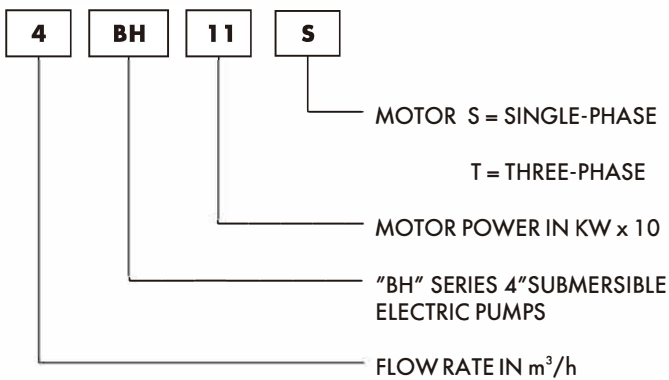 4 BH 11 S
MOTOR S = SINGLE-PHASE
T = THREE-PHASE
MOTOR POWER IN KW x 10
"BH" SERIES 4"SUBMERSIBLE
ELECTRIC PUMPS
FLOW RATE IN m³/h